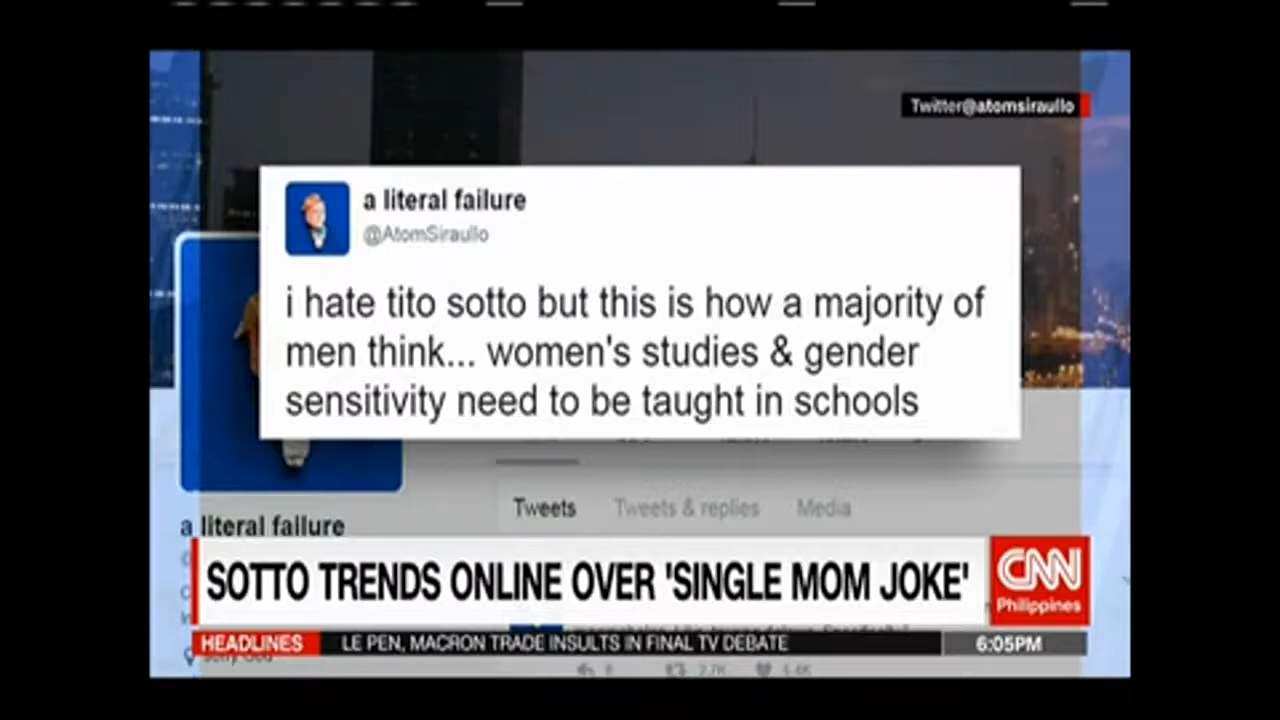 Twitter@atomsiraullo
a literal failure
@AtomSiraullo
i hate tito sotto but this is how a majority of
men think... women's studies & gender
sensitivity need to be taught in schools
Tweets Tweets & replies Media
a literal failure
SOTTO TRENDS ONLINE OVER 'SINGLE MOM JOKE'
CNN
Philippines
HEADLINES LE PEN, MACRON TRADE INSULTS IN FINAL TV DEBATE 6:05PM